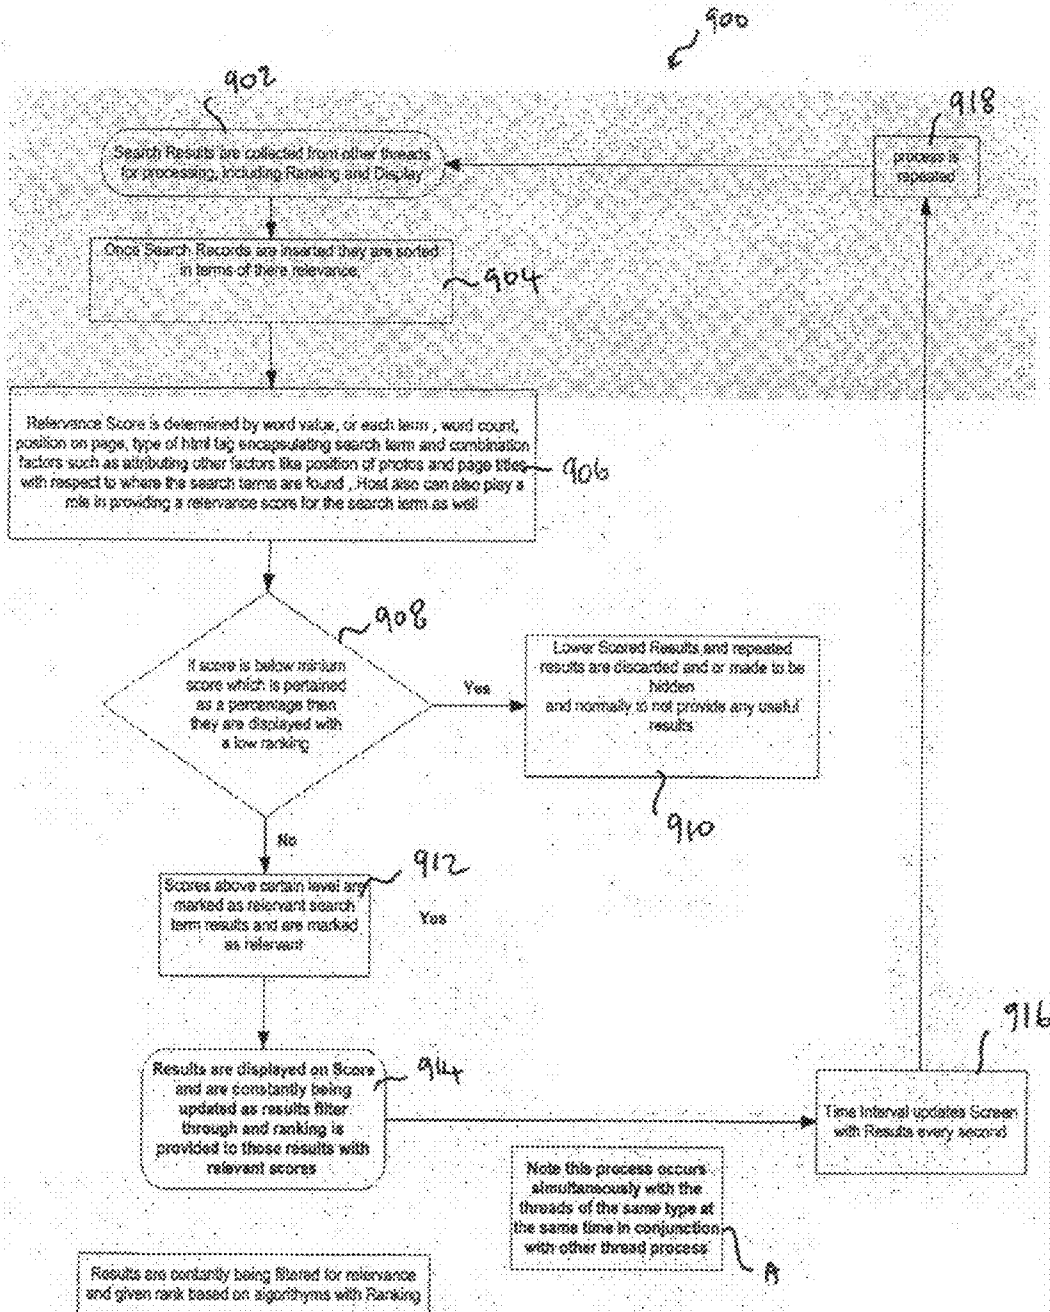 900
902
918
Search Results are collected from other threads
for processing, including Ranking and Display
process is
repeated
Once Search Records are inserted they are sorted
in terms of there relevance.
904
Relervance Score is determined by word value, or each term , word count,
position on page, type of html tag encapsulating search term and combination
factors such as attributing other factors like position of photos and page titles
with respect to where the search terms are found , Host also can also play a
role in providing a relevance score for the search term as well
906
908
If score is below minium
score which is pertained
as a percentage then
they are displayed with
a low ranking
Yes
Lower Scored Results and repeated
results are discarded and or made to be
hidden
and normally to not provide any useful
results
910
No
912
Scores above certain level are
marked as relevant search
term results and are marked
as relevant
Yes
916
914
Results are displayed on Score
and are constantly being
updated as results filter
through and ranking is
provided to those results with
relevant scores
Time Interval updates Screen
with Results every second.
Note this process occurs
simultaneously with the
threads of the same type at
the same time in conjunction
with other thread process
A
Results are contantly being filtered for relevance
and given rank based on algorithyms with Ranking